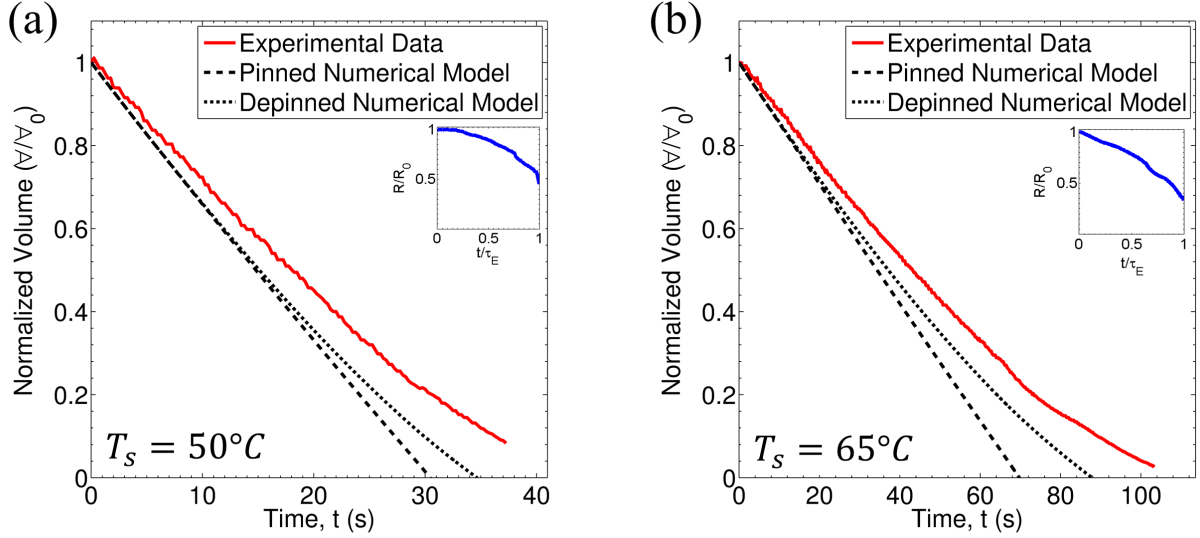 (a)
Experimental Data
Pinned Numerical Model
Depinned Numerical Model
Normalized Volume (∀/∀0)
1
0.8
0.6
0.4
0.2
0
0 10 20 30 40
Time, t (s)
Ts = 50°C
R/R0
1
0.5
0 0.5 1
t/τE
(b)
Experimental Data
Pinned Numerical Model
Depinned Numerical Model
Normalized Volume (∀/∀0)
1
0.8
0.6
0.4
0.2
0
0 20 40 60 80 100
Time, t (s)
Ts = 65°C
R/R0
1
0.5
0 0.5 1
t/τE